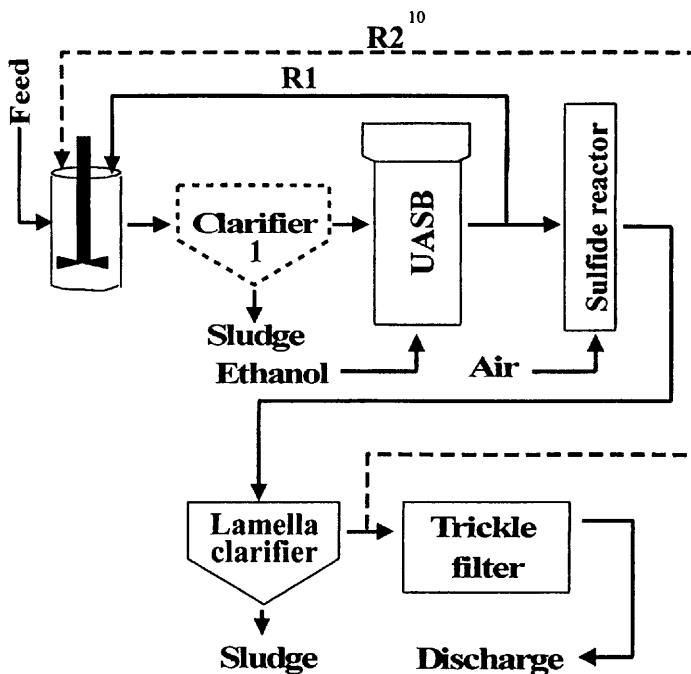 10
R2
R1
Feed
Clarifier
1
UASB
Sulfide reactor
Sludge
Ethanol
Air
Lamella
clarifier
Trickle
filter
Sludge
Discharge